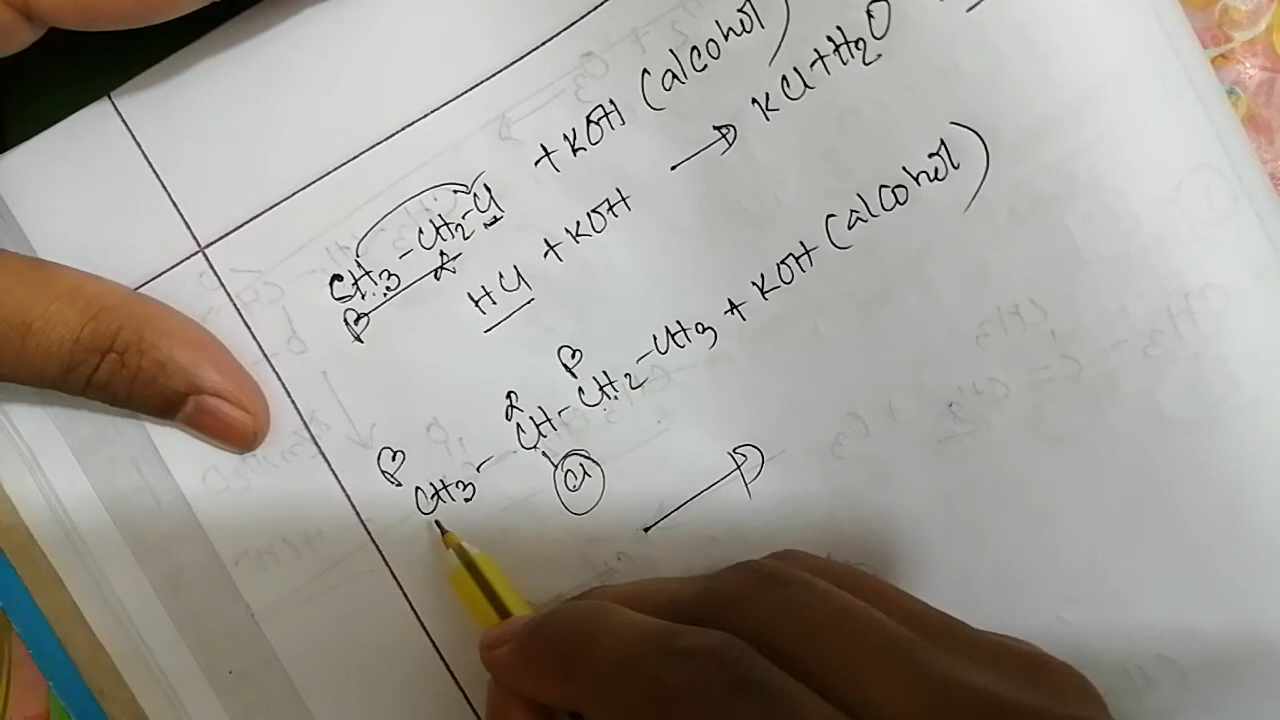 CH3-CH2-Cl + KOH (alcohol)
β α
HCl + KOH → KCl + H2O
β α β
CH3-CH-CH2-CH3 + KOH (alcohol)
Cl →